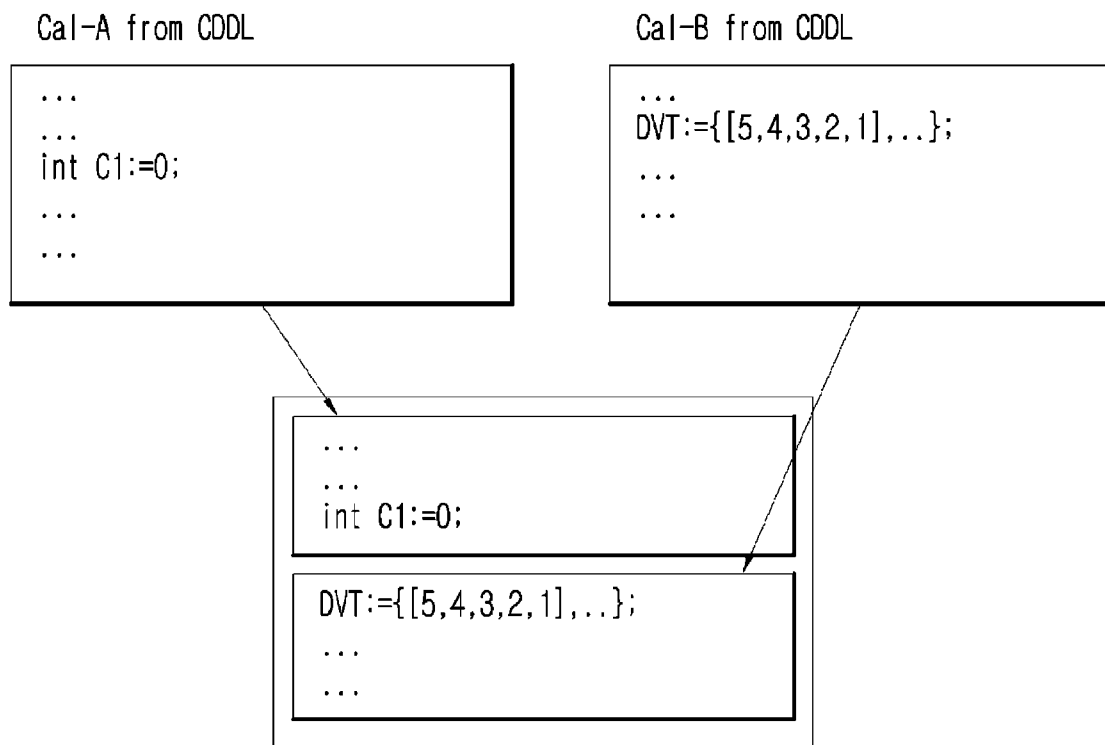 Cal-A from CDDL
...
...
int C1:=0;
...
...
Cal-B from CDDL
...
DVT:={[5,4,3,2,1],..};
...
...
...
...
int C1:=0;
DVT:={[5,4,3,2,1],..};
...
...